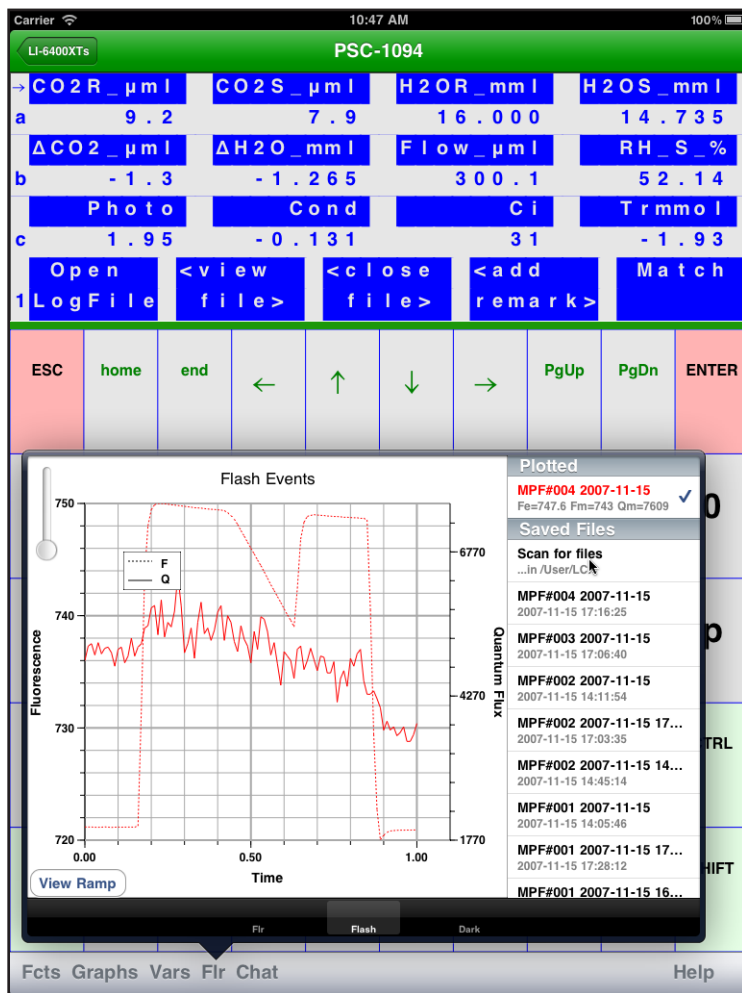 Carrier 10:47 AM 100%
LI-6400XTs PSC-1094
→ CO2R_µml CO2S_µml H2OR_mml H2OS_mml
a 9.2 7.9 16.000 14.735
ΔCO2_µml ΔH2O_mml Flow_µml RH_S_%
b -1.3 -1.265 300.1 52.14
Photo Cond Ci Trmmol
c 1.95 -0.131 31 -1.93
Open <view <close <add Match
1 LogFile file> file> remark>
ESC home end ← ↑ ↓ → PgUp PgDn ENTER
Flash Events
750
740
730
720
Fluorescence
F
Q
6770
4270
1770
Quantum Flux
0.00 0.50 1.00
Time
View Ramp
Plotted
MPF#004 2007-11-15 ✓
Fe=747.6 Fm=743 Qm=7609
Saved Files
Scan for files
...in /User/LC
MPF#004 2007-11-15
2007-11-15 17:16:25
MPF#003 2007-11-15
2007-11-15 17:06:40
MPF#002 2007-11-15
2007-11-15 14:11:54
MPF#002 2007-11-15 17...
2007-11-15 17:03:35
MPF#002 2007-11-15 14...
2007-11-15 14:45:14
MPF#001 2007-11-15
2007-11-15 14:05:46
MPF#001 2007-11-15 17...
2007-11-15 17:28:12
MPF#001 2007-11-15 16...
0
p
TRL
HIFT
Flr Flash Dark
Fcts Graphs Vars Flr Chat Help